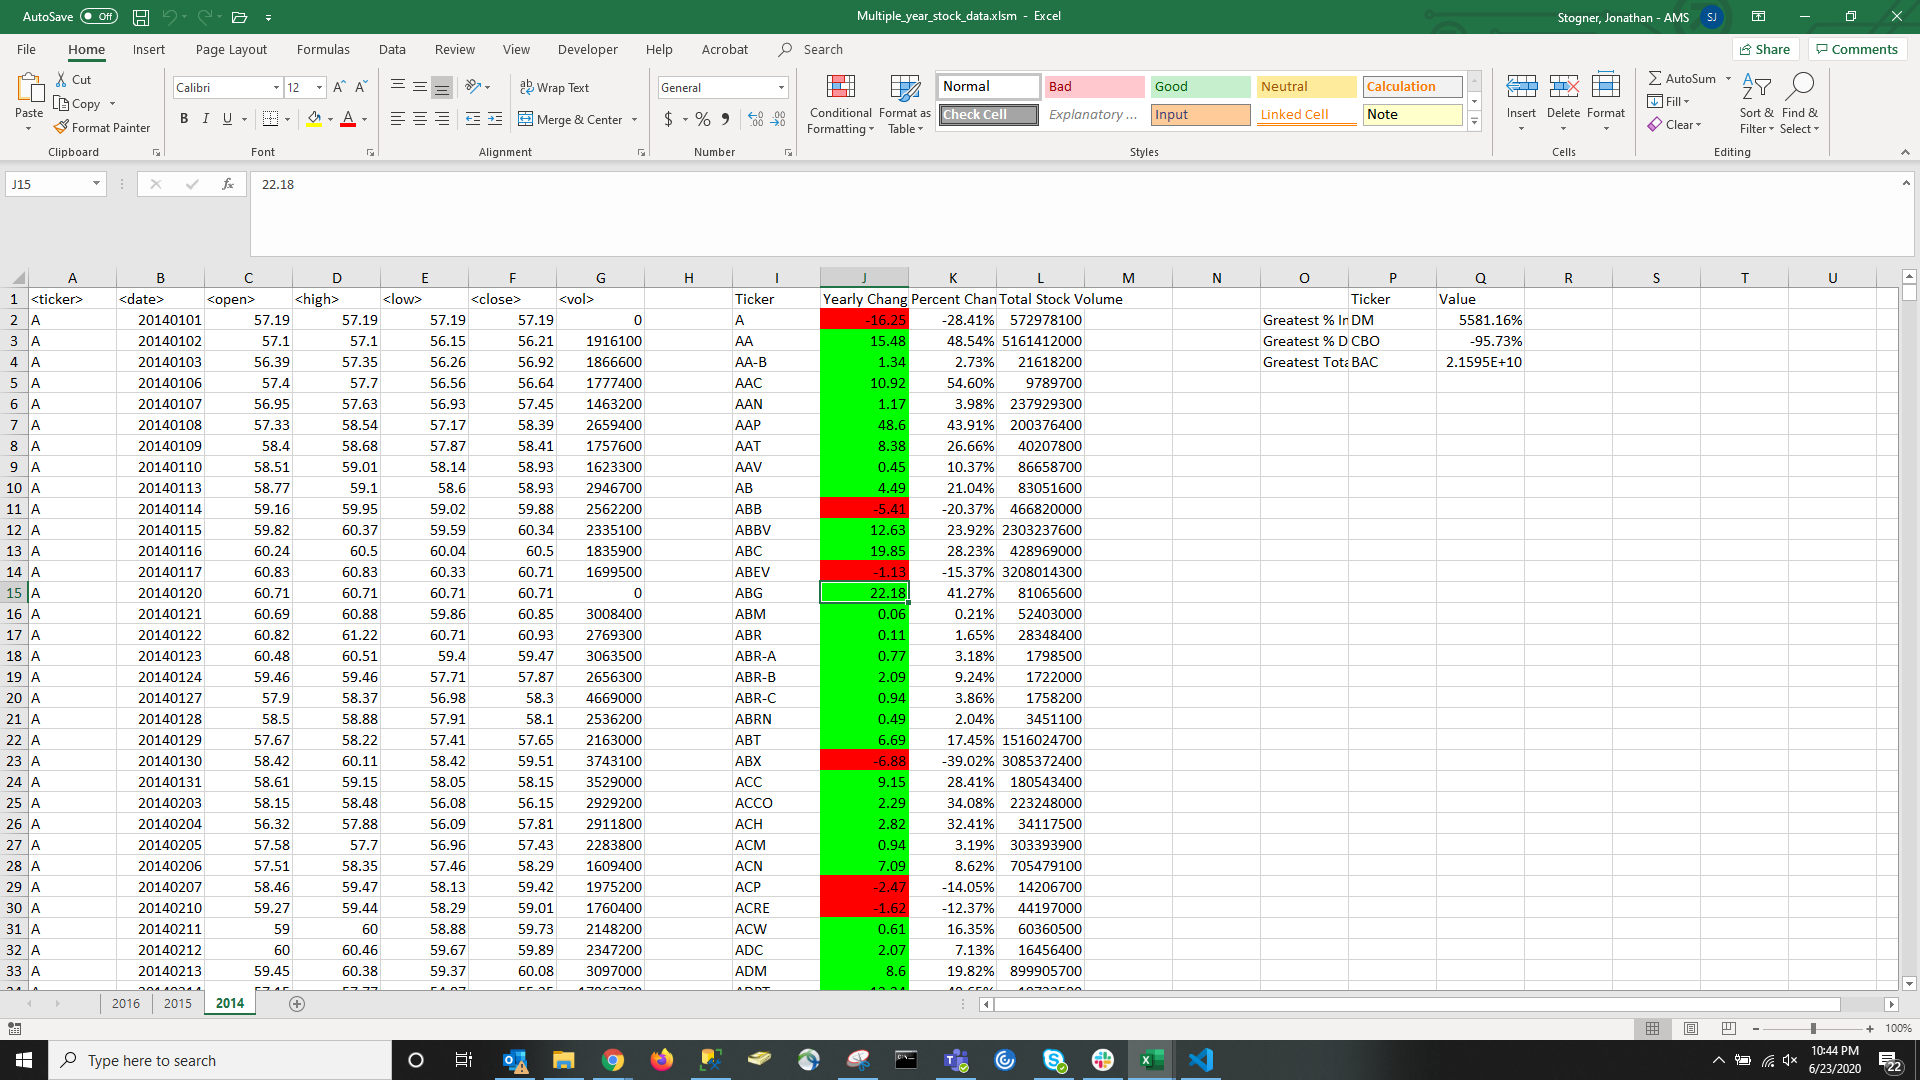 AutoSave Off Multiple_year_stock_data.xlsm - Excel Stogner, Jonathan - AMS SJ
File Home Insert Page Layout Formulas Data Review View Developer Help Acrobat Search Share Comments
Paste Cut Copy Format Painter Clipboard
Calibri 12 B I U A Font
Wrap Text Merge & Center Alignment
General $ % Number
Conditional Formatting Format as Table
Normal Bad Good Neutral Calculation
Check Cell Explanatory ... Input Linked Cell Note
Styles
Insert Delete Format Cells
AutoSum Fill Clear Sort & Filter Find & Select Editing
J15 fx 22.18
A B C D E F G H I J K L M N O P Q R S T U
1 <ticker> <date> <open> <high> <low> <close> <vol> Ticker Yearly Chang Percent Chan Total Stock Volume Ticker Value
2 A 20140101 57.19 57.19 57.19 57.19 0 A -16.25 -28.41% 572978100 Greatest % In DM 5581.16%
3 A 20140102 57.1 57.1 56.15 56.21 1916100 AA 15.48 48.54% 5161412000 Greatest % D CBO -95.73%
4 A 20140103 56.39 57.35 56.26 56.92 1866600 AA-B 1.34 2.73% 21618200 Greatest Tota BAC 2.1595E+10
5 A 20140106 57.4 57.7 56.56 56.64 1777400 AAC 10.92 54.60% 9789700
6 A 20140107 56.95 57.63 56.93 57.45 1463200 AAN 1.17 3.98% 237929300
7 A 20140108 57.33 58.54 57.17 58.39 2659400 AAP 48.6 43.91% 200376400
8 A 20140109 58.4 58.68 57.87 58.41 1757600 AAT 8.38 26.66% 40207800
9 A 20140110 58.51 59.01 58.14 58.93 1623300 AAV 0.45 10.37% 86658700
10 A 20140113 58.77 59.1 58.6 58.93 2946700 AB 4.49 21.04% 83051600
11 A 20140114 59.16 59.95 59.02 59.88 2562200 ABB -5.41 -20.37% 466820000
12 A 20140115 59.82 60.37 59.59 60.34 2335100 ABBV 12.63 23.92% 2303237600
13 A 20140116 60.24 60.5 60.04 60.5 1835900 ABC 19.85 28.23% 428969000
14 A 20140117 60.83 60.83 60.33 60.71 1699500 ABEV -1.13 -15.37% 3208014300
15 A 20140120 60.71 60.71 60.71 60.71 0 ABG 22.18 41.27% 81065600
16 A 20140121 60.69 60.88 59.86 60.85 3008400 ABM 0.06 0.21% 52403000
17 A 20140122 60.82 61.22 60.71 60.93 2769300 ABR 0.11 1.65% 28348400
18 A 20140123 60.48 60.51 59.4 59.47 3063500 ABR-A 0.77 3.18% 1798500
19 A 20140124 59.46 59.46 57.71 57.87 2656300 ABR-B 2.09 9.24% 1722000
20 A 20140127 57.9 58.37 56.98 58.3 4669000 ABR-C 0.94 3.86% 1758200
21 A 20140128 58.5 58.88 57.91 58.1 2536200 ABRN 0.49 2.04% 3451100
22 A 20140129 57.67 58.22 57.41 57.65 2163000 ABT 6.69 17.45% 1516024700
23 A 20140130 58.42 60.11 58.42 59.51 3743100 ABX -6.88 -39.02% 3085372400
24 A 20140131 58.61 59.15 58.05 58.15 3529000 ACC 9.15 28.41% 180543400
25 A 20140203 58.15 58.48 56.08 56.15 2929200 ACCO 2.29 34.08% 223248000
26 A 20140204 56.32 57.88 56.09 57.81 2911800 ACH 2.82 32.41% 34117500
27 A 20140205 57.58 57.7 56.96 57.43 2283800 ACM 0.94 3.19% 303393900
28 A 20140206 57.51 58.35 57.46 58.29 1609400 ACN 7.09 8.62% 705479100
29 A 20140207 58.46 59.47 58.13 59.42 1975200 ACP -2.47 -14.05% 14206700
30 A 20140210 59.27 59.44 58.29 59.01 1760400 ACRE -1.62 -12.37% 44197000
31 A 20140211 59 60 58.88 59.73 2148200 ACW 0.61 16.35% 60360500
32 A 20140212 60 60.46 59.67 59.89 2347200 ADC 2.07 7.13% 16456400
33 A 20140213 59.45 60.38 59.37 60.08 3097000 ADM 8.6 19.82% 899905700
2016 2015 2014
100%
Type here to search 10:44 PM
6/23/2020 22